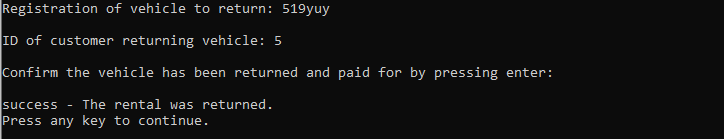 Registration of vehicle to return: 519yuy
ID of customer returning vehicle: 5
Confirm the vehicle has been returned and paid for by pressing enter:
success - The rental was returned.
Press any key to continue.